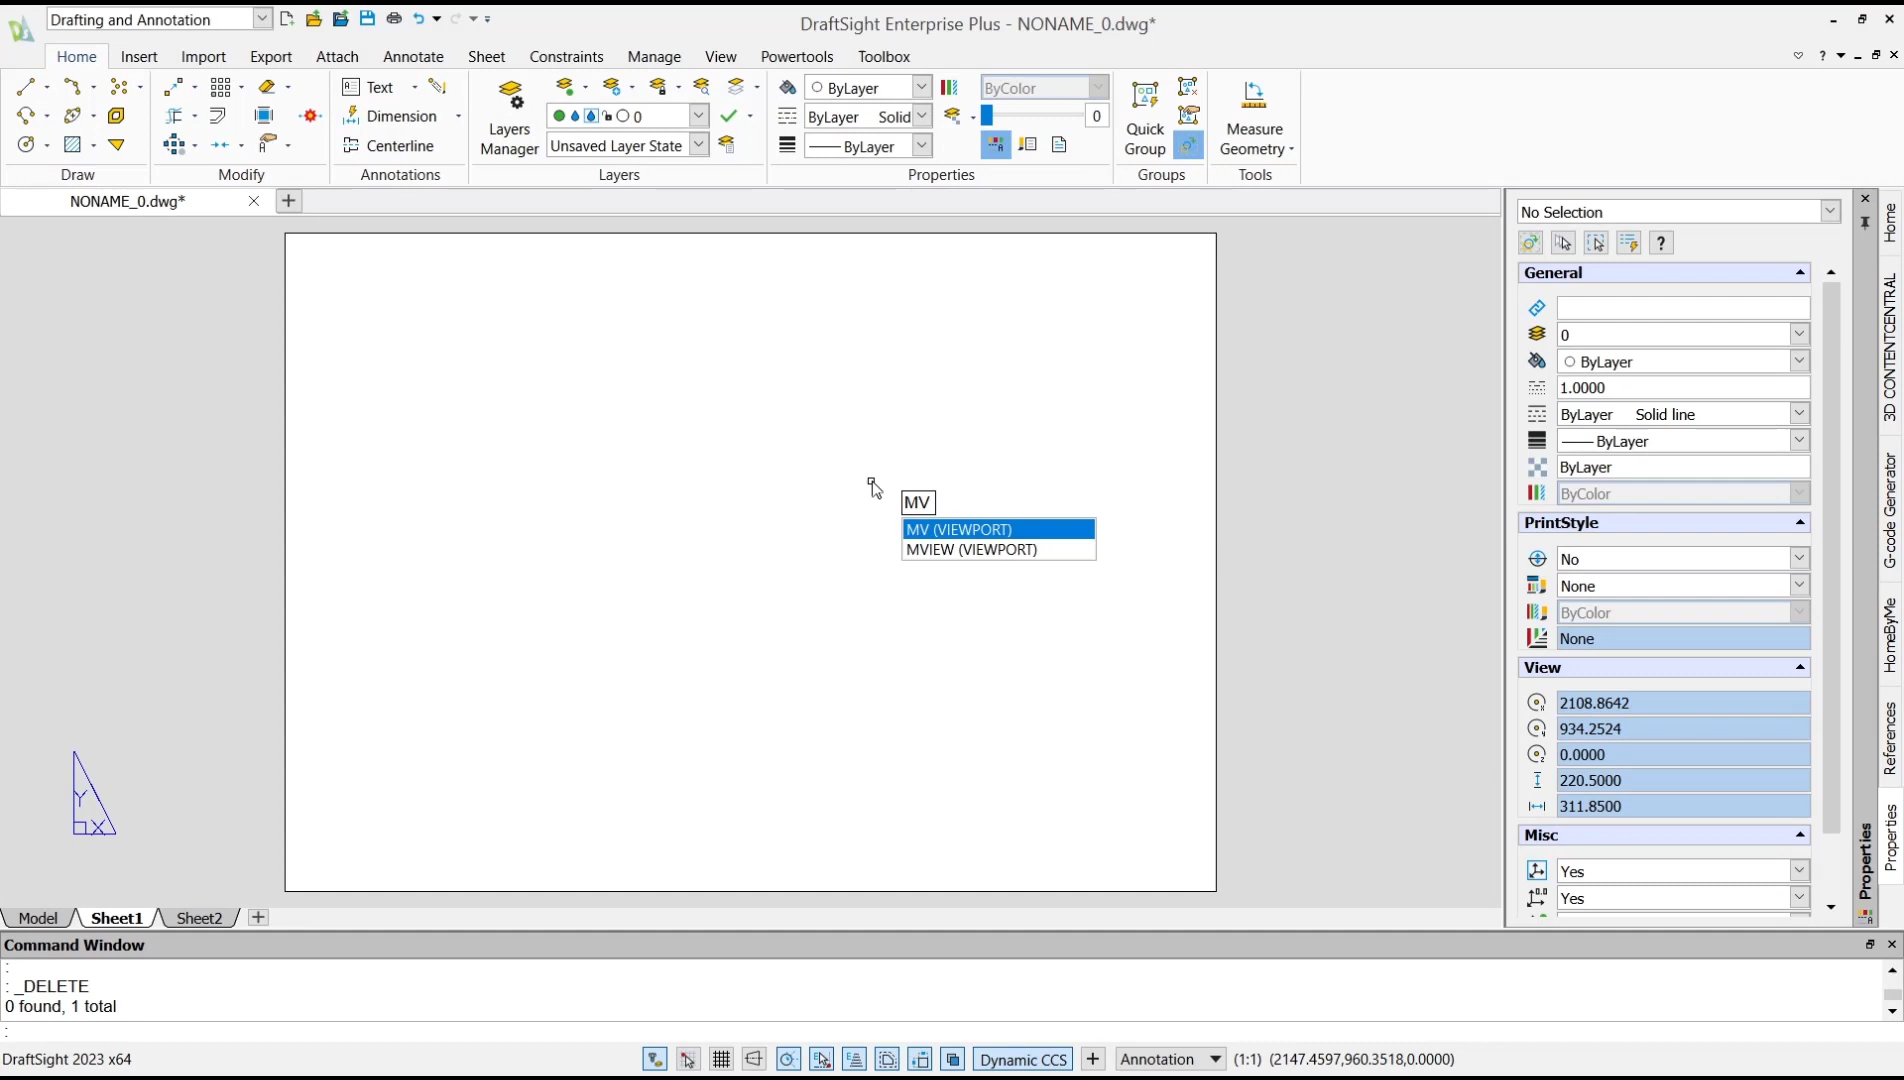 Drafting and Annotation
DraftSight Enterprise Plus - NONAME_0.dwg*
Home
Insert
Import
Export
Attach
Annotate
Sheet
Constraints
Manage
View
Powertools
Toolbox
?
Text
Dimension
Centerline
Layers
Manager
0
Unsaved Layer State
ByLayer
ByLayer Solid
ByLayer
ByColor
0
Quick
Group
Measure
Geometry
Draw
Modify
Annotations
Layers
Properties
Groups
Tools
NONAME_0.dwg*
MV
MV (VIEWPORT)
MVIEW (VIEWPORT)
Y
X
No Selection
?
General
0
ByLayer
1.0000
ByLayer Solid line
ByLayer
ByLayer
ByColor
PrintStyle
No
None
ByColor
None
View
2108.8642
934.2524
0.0000
220.5000
311.8500
Misc
Yes
Yes
Properties
Home
3D CONTENTCENTRAL
G-code Generator
HomeByMe
References
Properties
Model
Sheet1
Sheet2
Command Window
:
: _DELETE
0 found, 1 total
:
DraftSight 2023 x64
Dynamic CCS
Annotation
(1:1) (2147.4597,960.3518,0.0000)